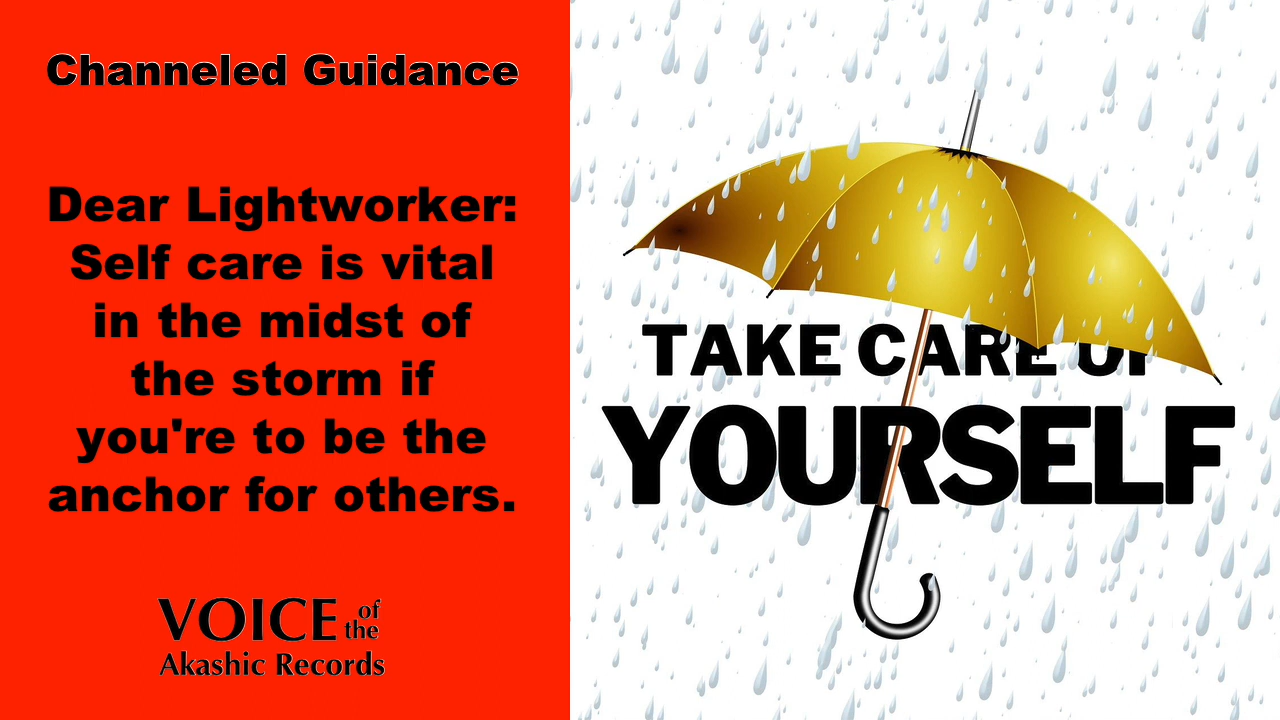 Channeled Guidance
Dear Lightworker:
Self care is vital
in the midst of
the storm if
you're to be the
anchor for others.
VOICE of the
Akashic Records
TAKE CARE OF
YOURSELF